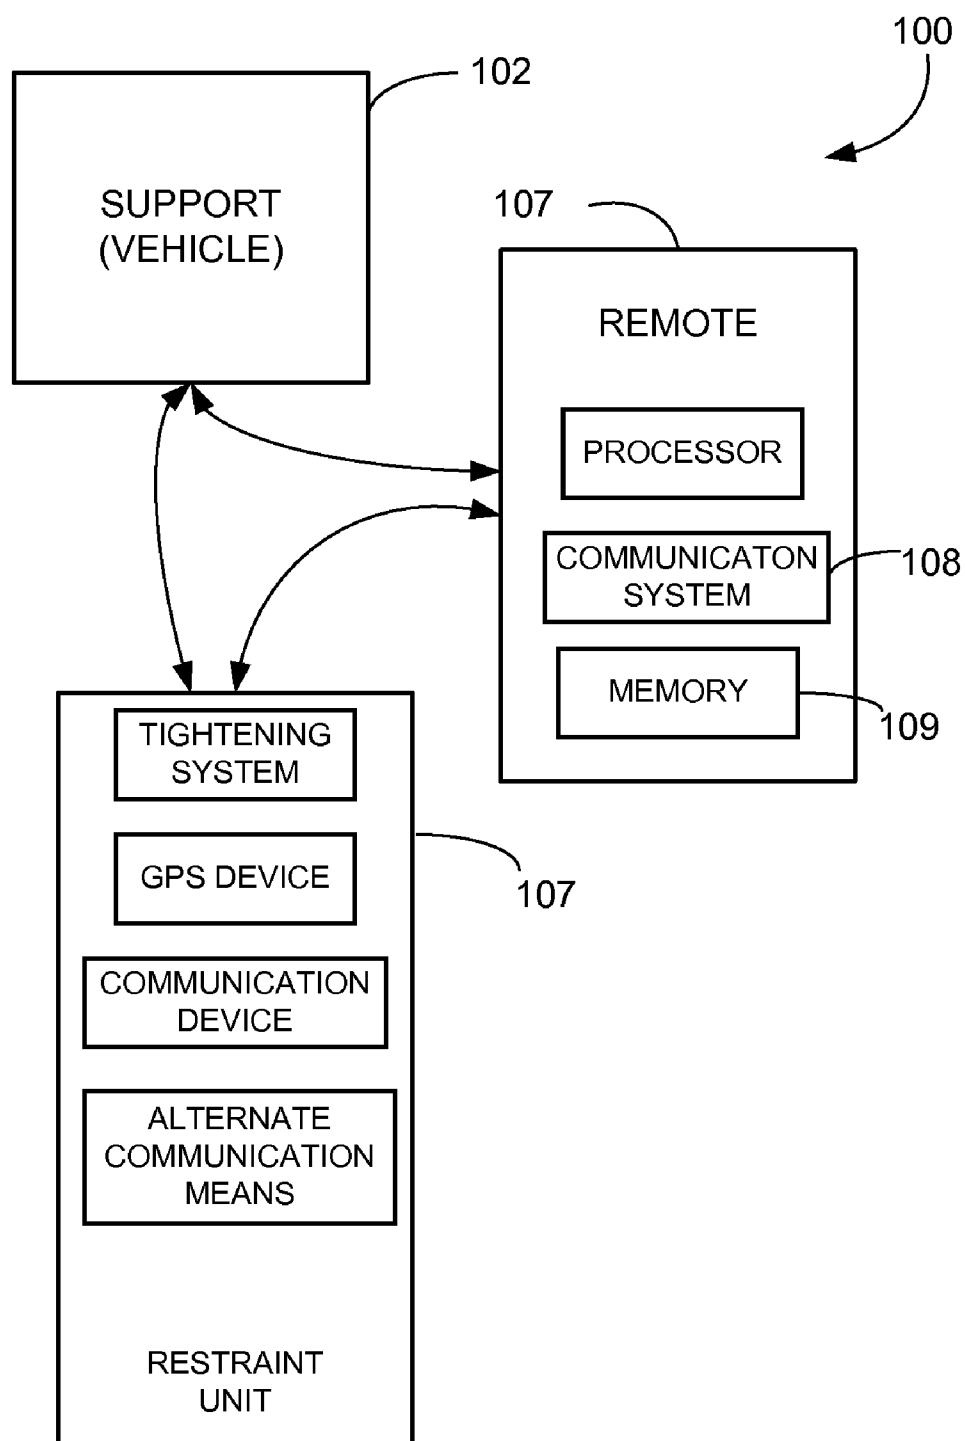 100
102
SUPPORT
(VEHICLE)
107
REMOTE
PROCESSOR
COMMUNICATON
SYSTEM
108
MEMORY
109
TIGHTENING
SYSTEM
GPS DEVICE
107
COMMUNICATION
DEVICE
ALTERNATE
COMMUNICATION
MEANS
RESTRAINT
UNIT